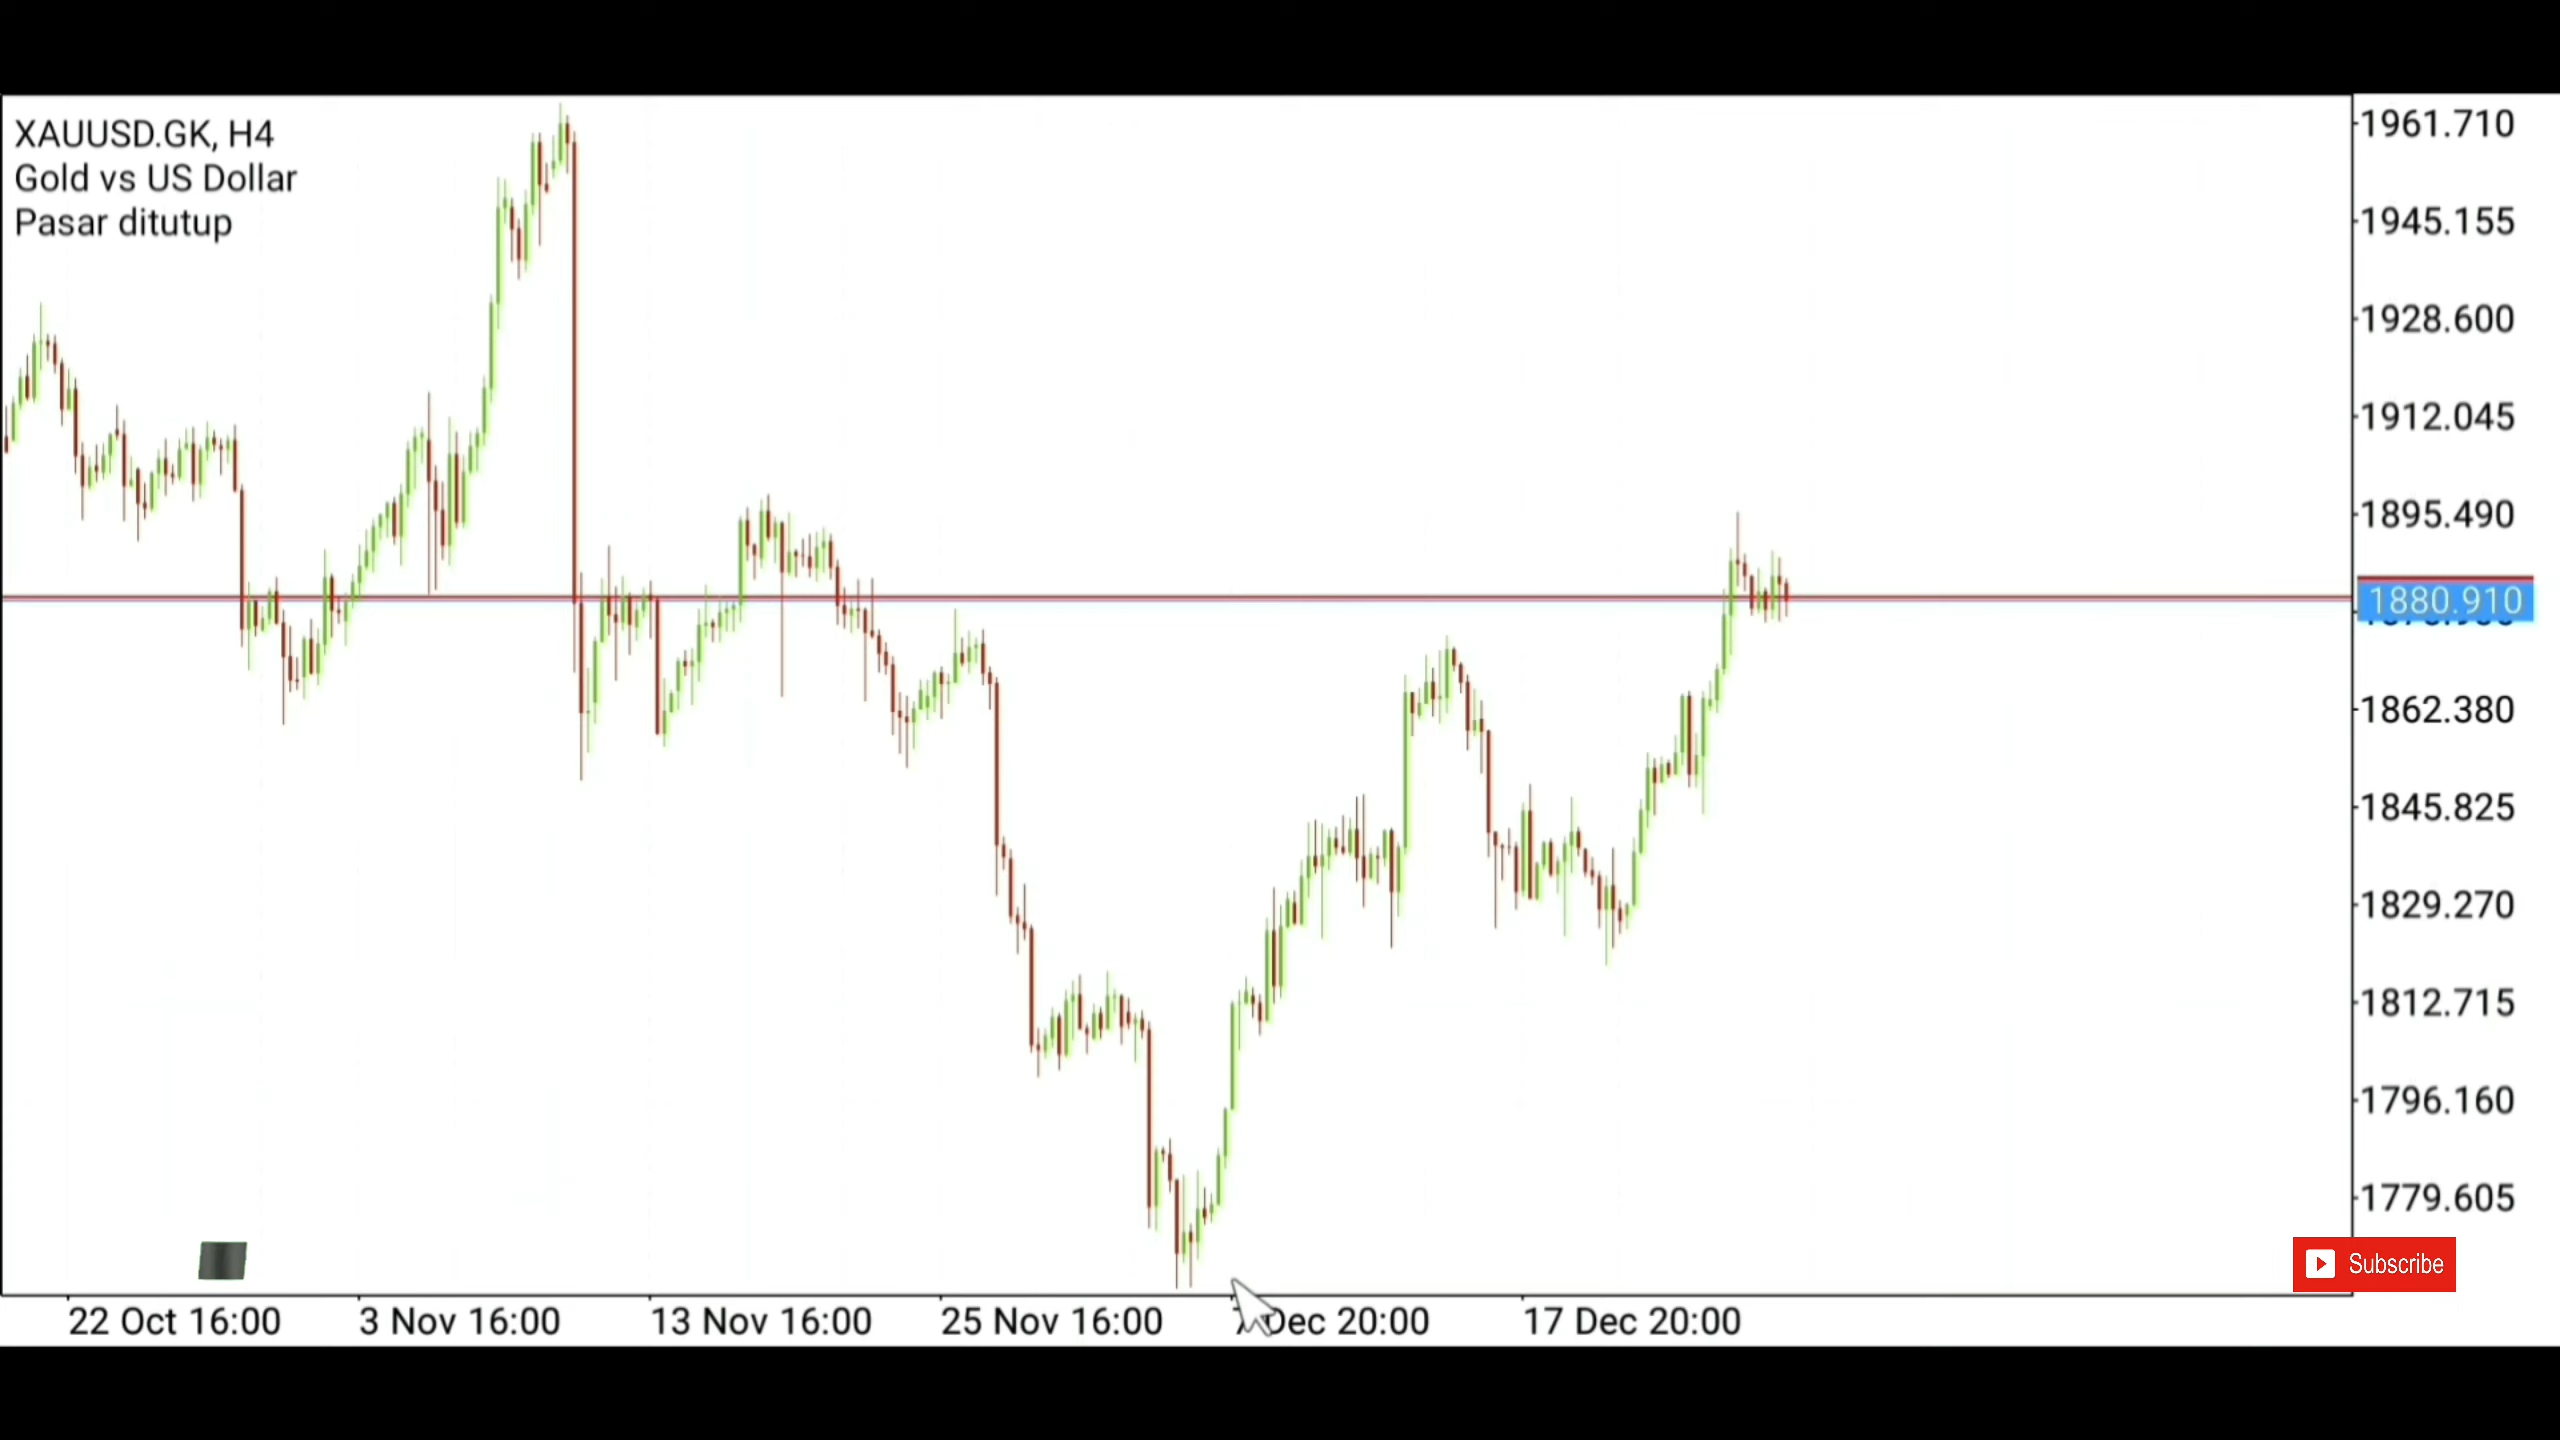 XAUUSD.GK, H4
Gold vs US Dollar
Pasar ditutup
1961.710
1945.155
1928.600
1912.045
1895.490
1880.910
1862.380
1845.825
1829.270
1812.715
1796.160
1779.605
Subscribe
22 Oct 16:00
3 Nov 16:00
13 Nov 16:00
25 Nov 16:00
Dec 20:00
17 Dec 20:00